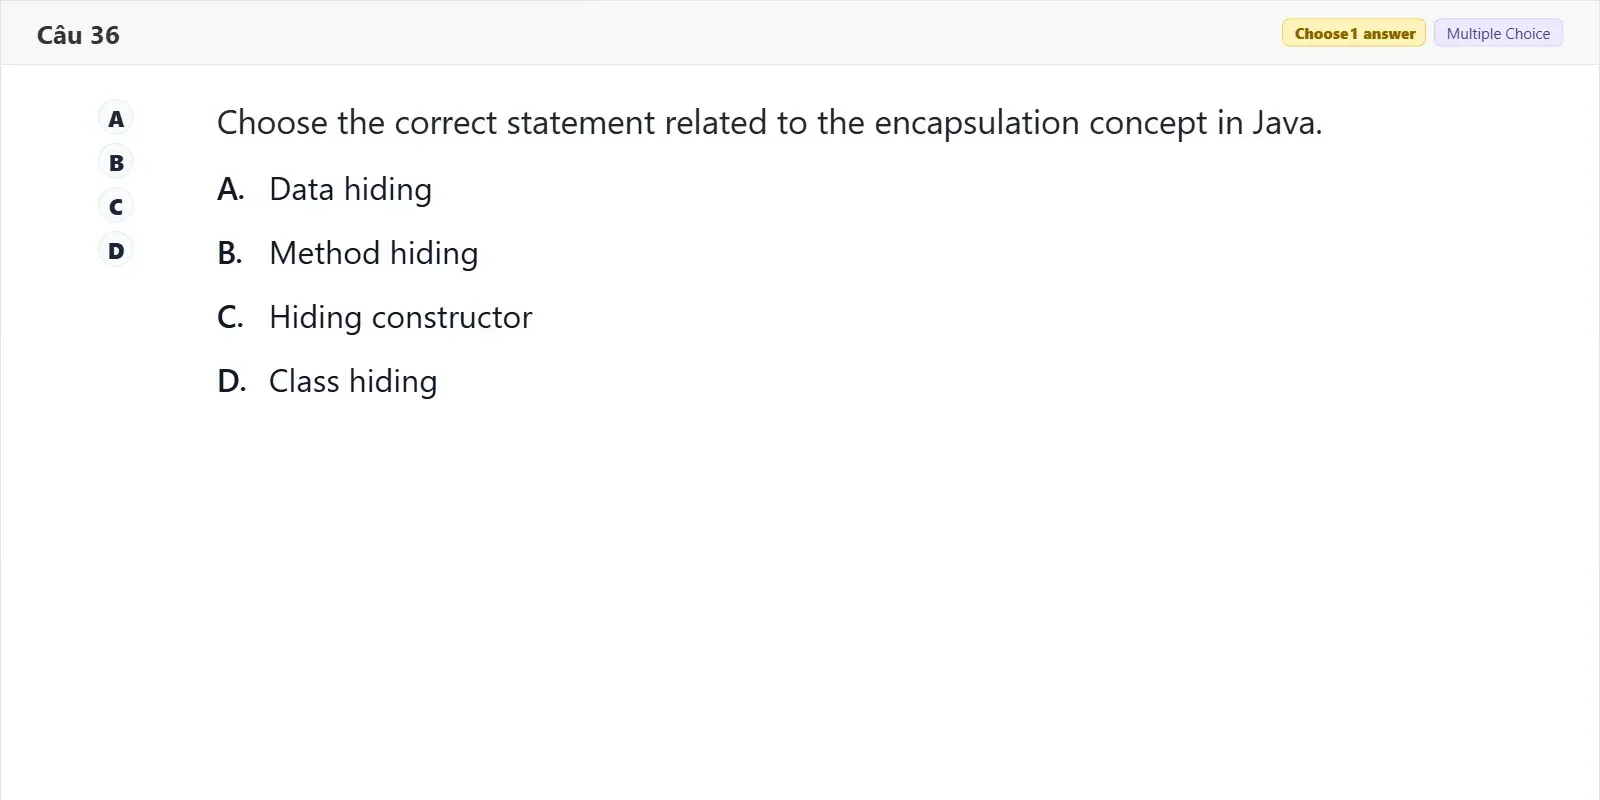 Câu 36
Choose 1 answer
Multiple Choice
A
B
C
D
Choose the correct statement related to the encapsulation concept in Java.
A. Data hiding
B. Method hiding
C. Hiding constructor
D. Class hiding